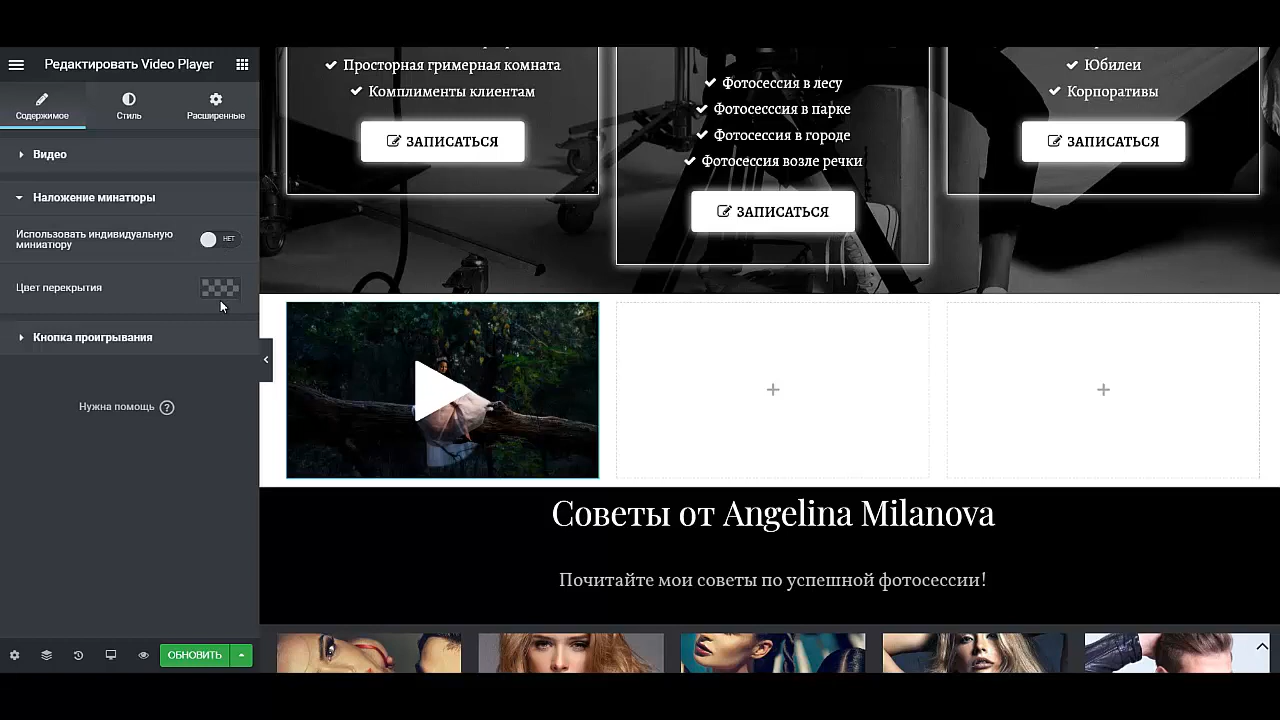 Редактировать Video Player
Содержимое
Стиль
Расширенные
Видео
Наложение минатюры
Использовать индивидуальную
миниатюру
НЕТ
Цвет перекрытия
Кнопка проигрывания
Нужна помощь ?
ОБНОВИТЬ
Просторная гримерная комната
Комплименты клиентам
ЗАПИСАТЬСЯ
Фотосессия в лесу
Фотосесссия в парке
Фотосессия в городе
Фотосессия возле речки
ЗАПИСАТЬСЯ
Юбилеи
Корпоративы
ЗАПИСАТЬСЯ
Советы от Angelina Milanova
Почитайте мои советы по успешной фотосессии!